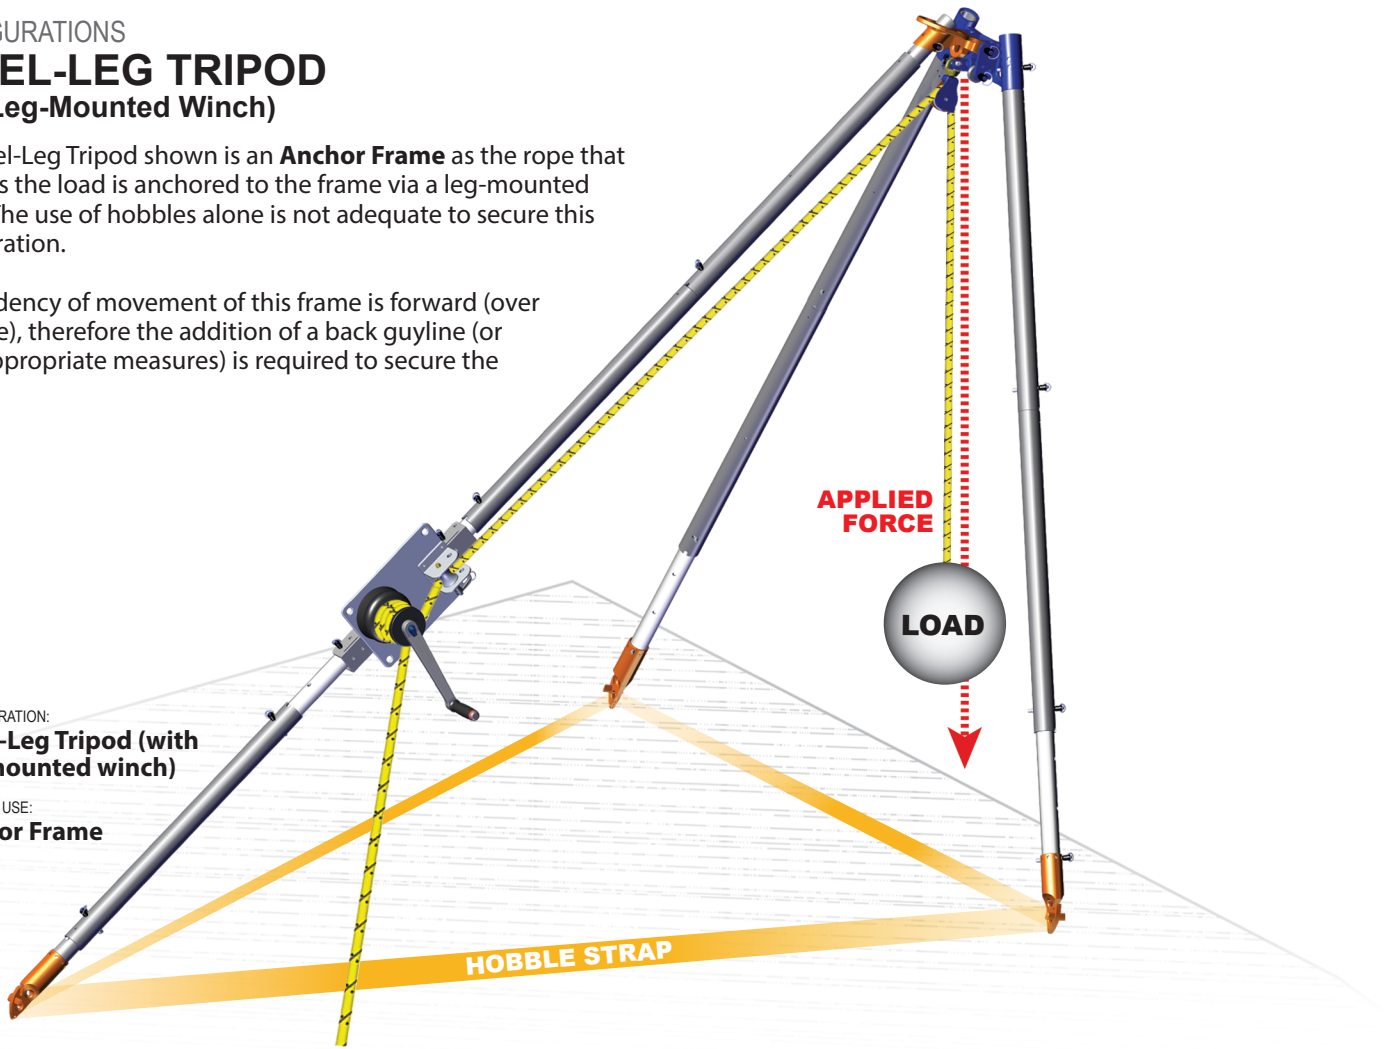 GURATIONS
EL-LEG TRIPOD
Leg-Mounted Winch)
el-Leg Tripod shown is an Anchor Frame as the rope that
s the load is anchored to the frame via a leg-mounted
The use of hobbles alone is not adequate to secure this
ration.
dency of movement of this frame is forward (over
e), therefore the addition of a back guyline (or
ppropriate measures) is required to secure the
APPLIED
FORCE
LOAD
RATION:
-Leg Tripod (with
mounted winch)
USE:
or Frame
HOBBLE STRAP